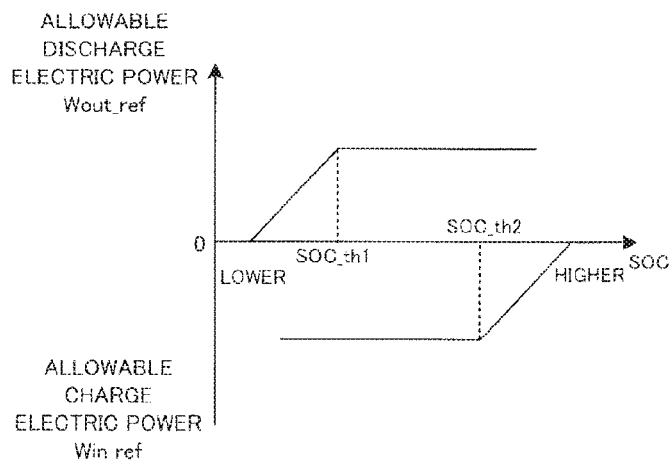 ALLOWABLE
DISCHARGE
ELECTRIC POWER
Wout_ref
SOC_th2
0
SOC_th1
SOC
LOWER
HIGHER
ALLOWABLE
CHARGE
ELECTRIC POWER
Win ref